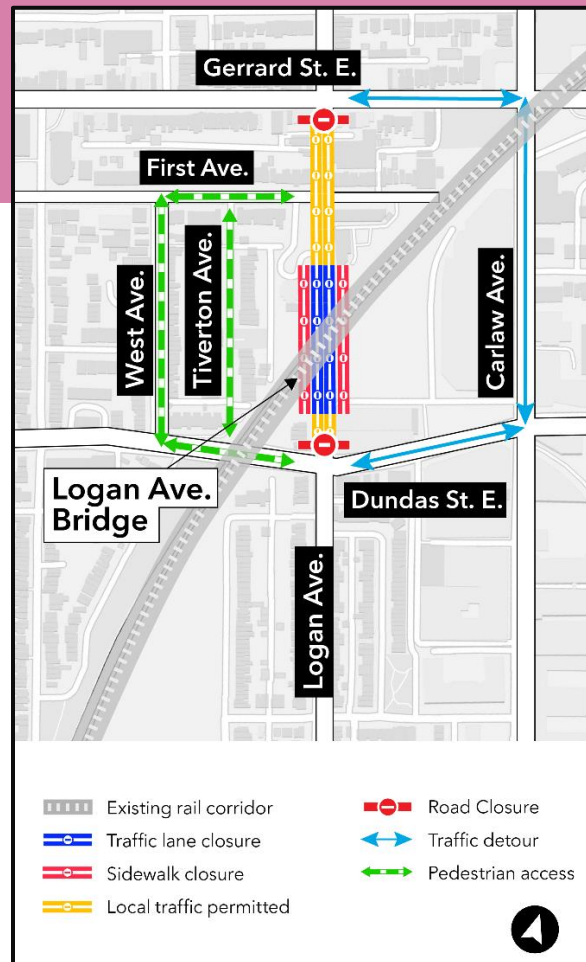 Gerrard St. E.
First Ave.
West Ave.
Tiverton Ave.
Carlaw Ave.
Logan Ave.
Bridge
Dundas St. E.
Logan Ave.
Existing rail corridor
Traffic lane closure
Sidewalk closure
Local traffic permitted
Road Closure
Traffic detour
Pedestrian access